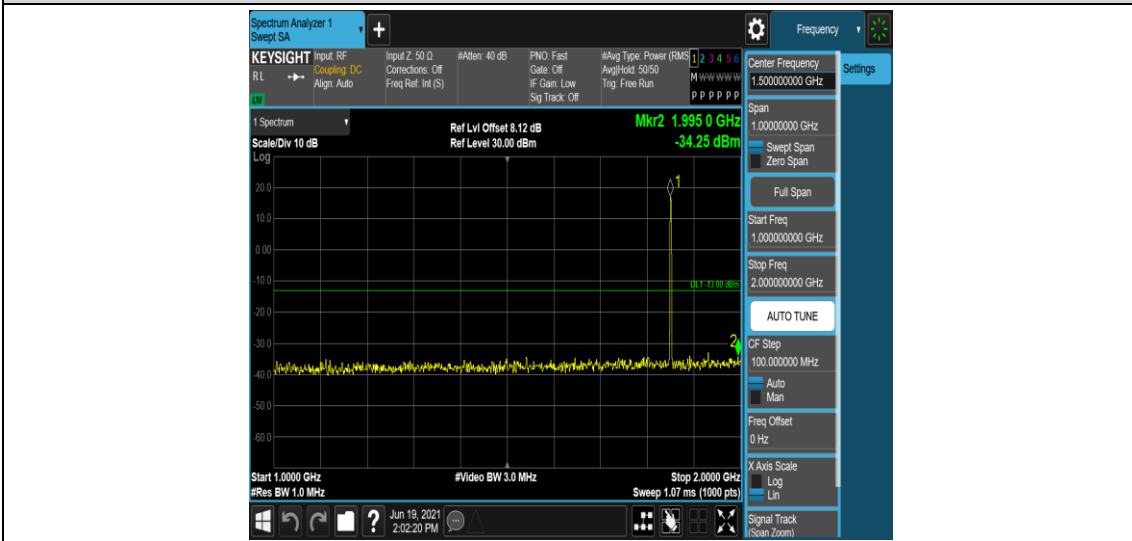 Spectrum Analyzer 1
Swept SA
+
Frequency
KEYSIGHT
RL
LXI
Input: RF
Coupling: DC
Align: Auto
Input Z: 50 Ω
Corrections: Off
Freq Ref: Int (S)
#Atten: 40 dB
PNO: Fast
Gate: Off
IF Gain: Low
Sig Track: Off
#Avg Type: Power (RMS
Avg|Hold: 50/50
Trig: Free Run
1 2 3 4 5 6
M W W W W W
P P P P P P
Center Frequency
1.500000000 GHz
Settings
Span
1.00000000 GHz
Swept Span
Zero Span
Full Span
Start Freq
1.000000000 GHz
Stop Freq
2.000000000 GHz
AUTO TUNE
CF Step
100.000000 MHz
Auto
Man
Freq Offset
0 Hz
X Axis Scale
Log
Lin
Signal Track
(Span Zoom)
1 Spectrum
Scale/Div 10 dB
Log
Ref Lvl Offset 8.12 dB
Ref Level 30.00 dBm
Mkr2 1.995 0 GHz
-34.25 dBm
1
20.0
10.0
0.00
DL1 -13.00 dBm
-10.0
-20.0
2
-30.0
-40.0
-50.0
-60.0
Start 1.0000 GHz
#Res BW 1.0 MHz
#Video BW 3.0 MHz
Stop 2.0000 GHz
Sweep 1.07 ms (1000 pts)
?
Jun 19, 2021
2:02:20 PM